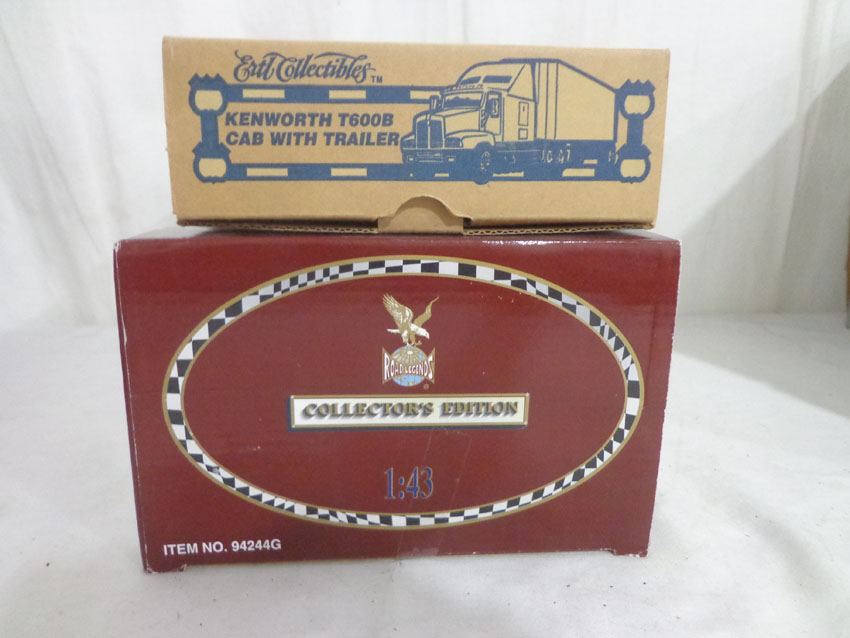 Ertl Collectibles TM
KENWORTH T600B
CAB WITH TRAILER
ROAD LEGENDS ®
COLLECTOR'S EDITION
1:43
ITEM NO. 94244G